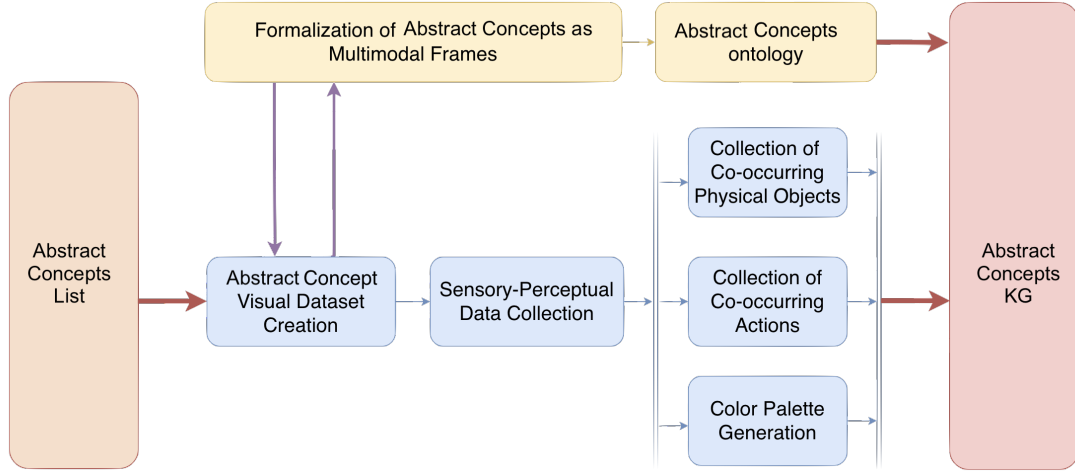 Formalization of Abstract Concepts as
Multimodal Frames
Abstract Concepts
ontology
Abstract
Concepts
List
Abstract Concept
Visual Dataset
Creation
Sensory-Perceptual
Data Collection
Collection of
Co-occurring
Physical Objects
Collection of
Co-occurring
Actions
Color Palette
Generation
Abstract
Concepts
KG